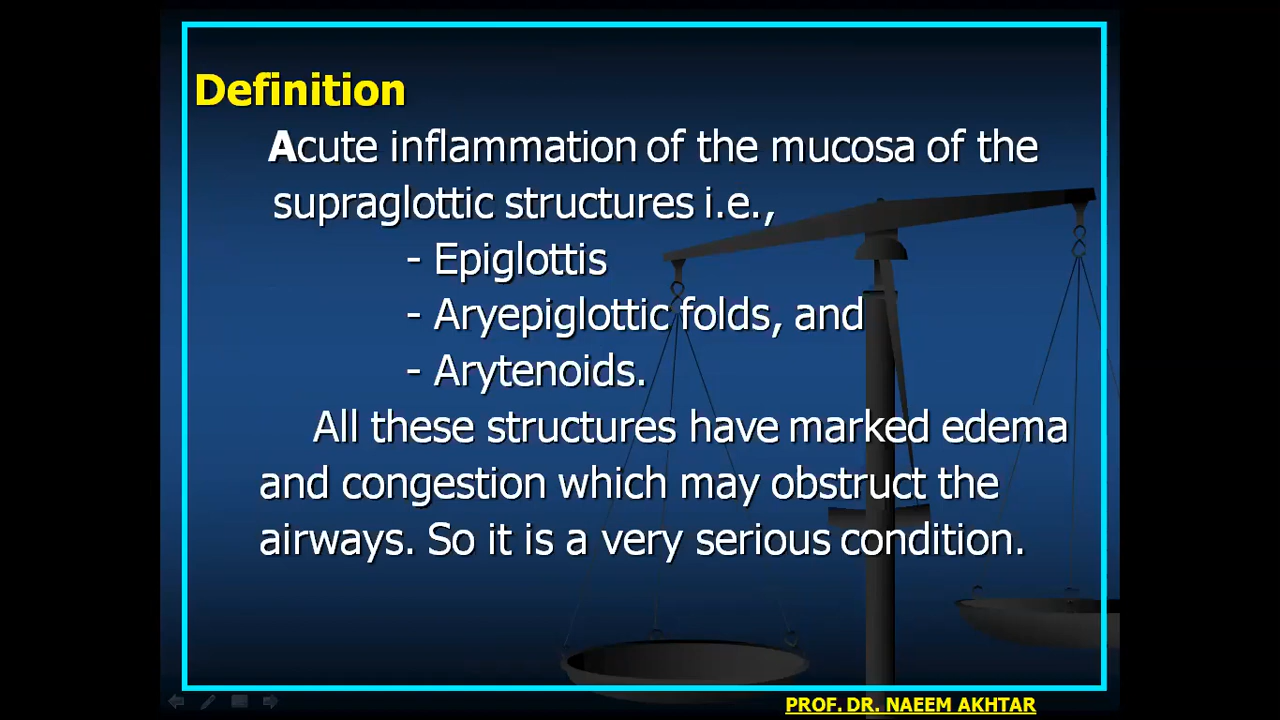 Definition
Acute inflammation of the mucosa of the
supraglottic structures i.e.,
- Epiglottis
- Aryepiglottic folds, and
- Arytenoids.
All these structures have marked edema
and congestion which may obstruct the
airways. So it is a very serious condition.
PROF. DR. NAEEM AKHTAR